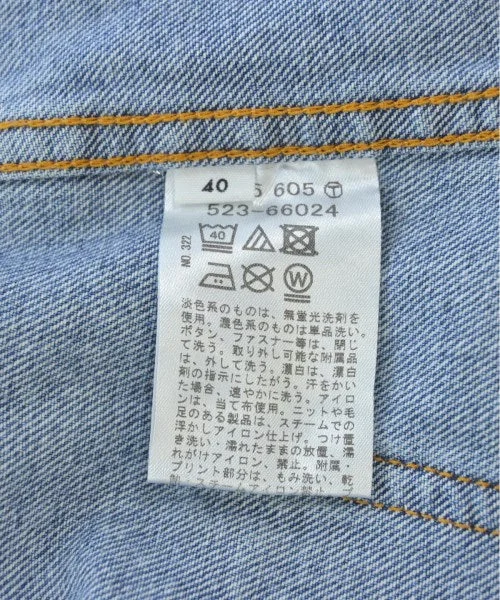 40 605 Ⓣ
523-66024
NO 322
40
W
淡色系のものは、無蛍光洗剤を
使用。濃色系のものは単品洗い。
ボタン、ファスナー等は、閉じ
て洗う。取り外し可能な附属品
は、外して洗う。漂白は、漂白
剤の指示にしたがう。汗をかい
た場合、速やかに洗う。アイロ
ンは、当て布使用。ニットや毛
足のある製品は、スチームでの
浮かしアイロン仕上げ。つけ置
き洗い・濡れたままの放置、濡
れがけアイロン、禁止。附属・
プリント部分は、もみ洗い、乾